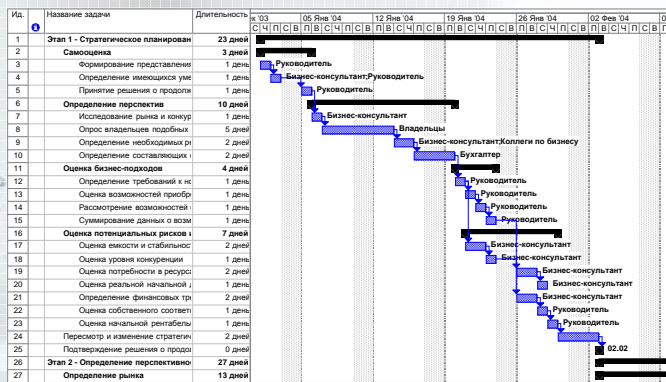 Ид. Название задачи Длительность к '03 05 Янв '04 12 Янв '04 19 Янв '04 26 Янв '04 02 Фев '04
С Ч П С В П В С Ч П С В П В С Ч П С В П В С Ч П С В П В С Ч П С В П В С Ч П С В
1 Этап 1 - Стратегическое планирован 23 дней
2 Самооценка 3 дней
3 Формирование представления 1 день Руководитель
4 Определение имеющихся уме 1 день Бизнес-консультант;Руководитель
5 Принятие решения о продолж 1 день Руководитель
6 Определение перспектив 10 дней
7 Исследование рынка и конкур 1 день Бизнес-консультант
8 Опрос владельцев подобных 5 дней Владельцы
9 Определение необходимых ре 2 дней Бизнес-консультант;Коллеги по бизнесу
10 Определение составляющих 2 дней Бухгалтер
11 Оценка бизнес-подходов 4 дней
12 Определение требований к но 1 день Руководитель
13 Оценка возможностей приобр 1 день Руководитель
14 Рассмотрение возможностей 1 день Руководитель
15 Суммирование данных о возм 1 день Руководитель
16 Оценка потенциальных рисков и 7 дней
17 Оценка емкости и стабильнос 2 дней Бизнес-консультант
18 Оценка уровня конкуренции 1 день Бизнес-консультант
19 Оценка потребности в ресурса 2 дней Бизнес-консультант
20 Оценка реальной начальной 1 день Бизнес-консультант
21 Определение финансовых тре 2 дней Бизнес-консультант
22 Оценка собственного соответ 1 день Руководитель
23 Оценка начальной рентабель 1 день Руководитель
24 Пересмотр и изменение стратегич 2 дней
25 Подтверждение решения о продол 0 дней 02.02
26 Этап 2 - Определение перспективно 27 дней
27 Определение рынка 13 дней